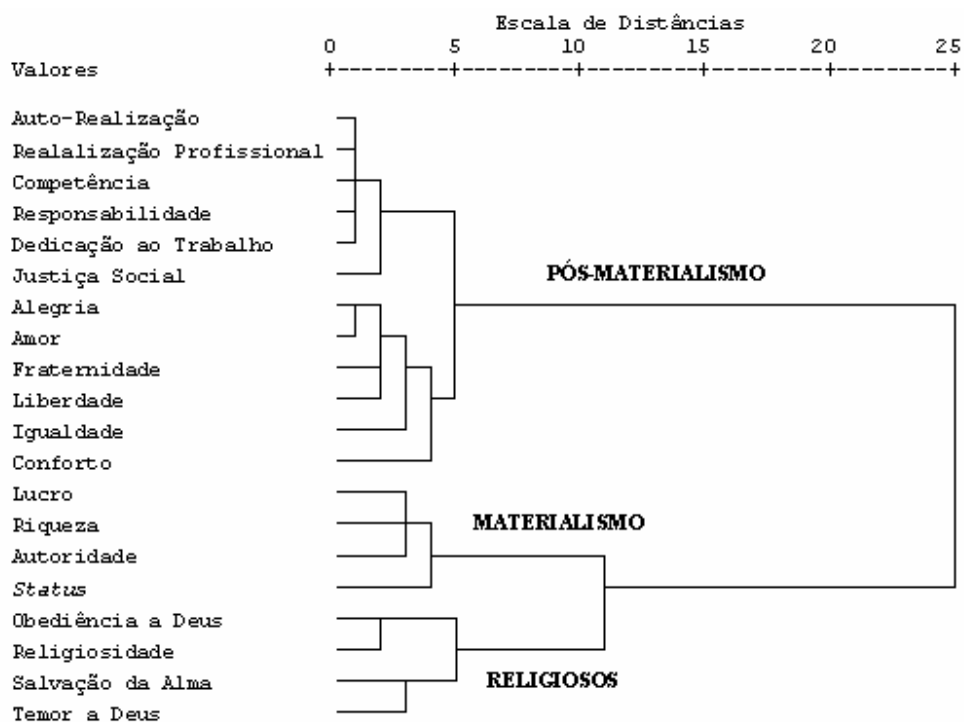 Escala de Distâncias
0 5 10 15 20 25
Valores
Auto-Realização
Realalização Profissional
Competência
Responsabilidade
Dedicação ao Trabalho
Justiça Social
PÓS-MATERIALISMO
Alegria
Amor
Fraternidade
Liberdade
Igualdade
Conforto
Lucro
Riqueza
MATERIALISMO
Autoridade
Status
Obediência a Deus
Religiosidade
Salvação da Alma
RELIGIOSOS
Temor a Deus